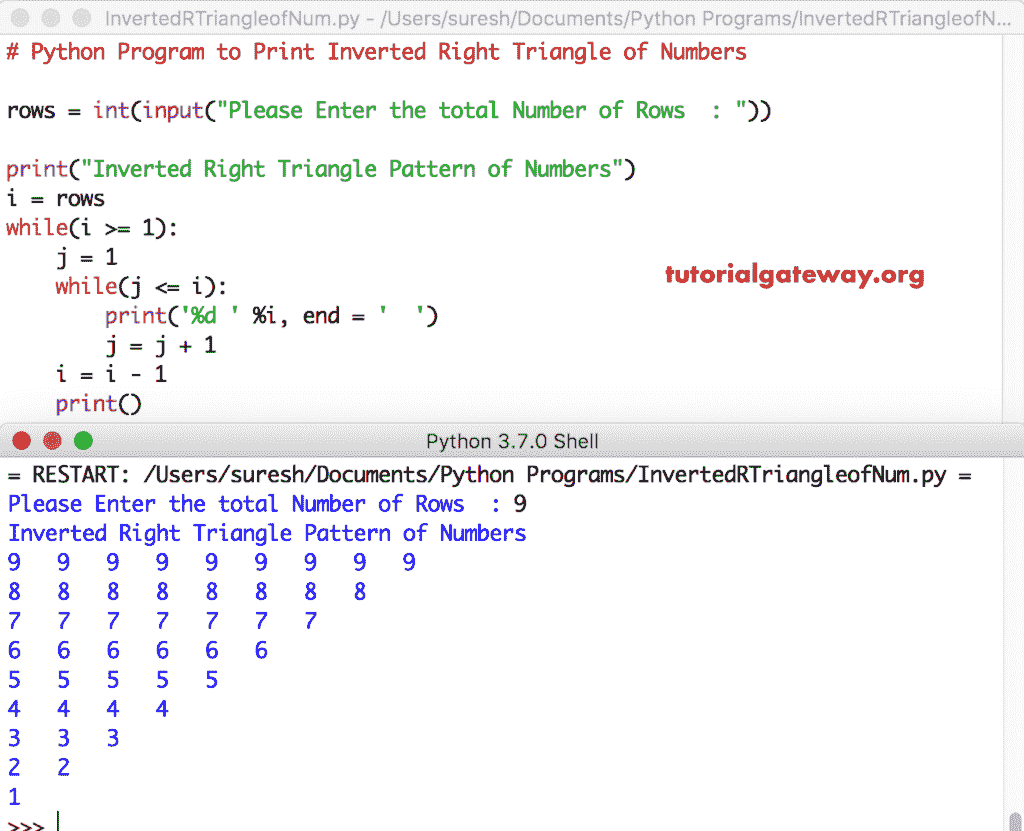 InvertedRTriangleofNum.py - /Users/suresh/Documents/Python Programs/InvertedRTriangleofN...
# Python Program to Print Inverted Right Triangle of Numbers
rows = int(input("Please Enter the total Number of Rows  : "))
print("Inverted Right Triangle Pattern of Numbers")
i = rows
while(i >= 1):
    j = 1
    while(j <= i):
        print('%d ' %i, end = '  ')
        j = j + 1
    i = i - 1
    print()
tutorialgateway.org
Python 3.7.0 Shell
= RESTART: /Users/suresh/Documents/Python Programs/InvertedRTriangleofNum.py =
Please Enter the total Number of Rows  : 9
Inverted Right Triangle Pattern of Numbers
9   9   9   9   9   9   9   9   9
8   8   8   8   8   8   8   8
7   7   7   7   7   7   7
6   6   6   6   6   6
5   5   5   5   5
4   4   4   4
3   3   3
2   2
1
>>>